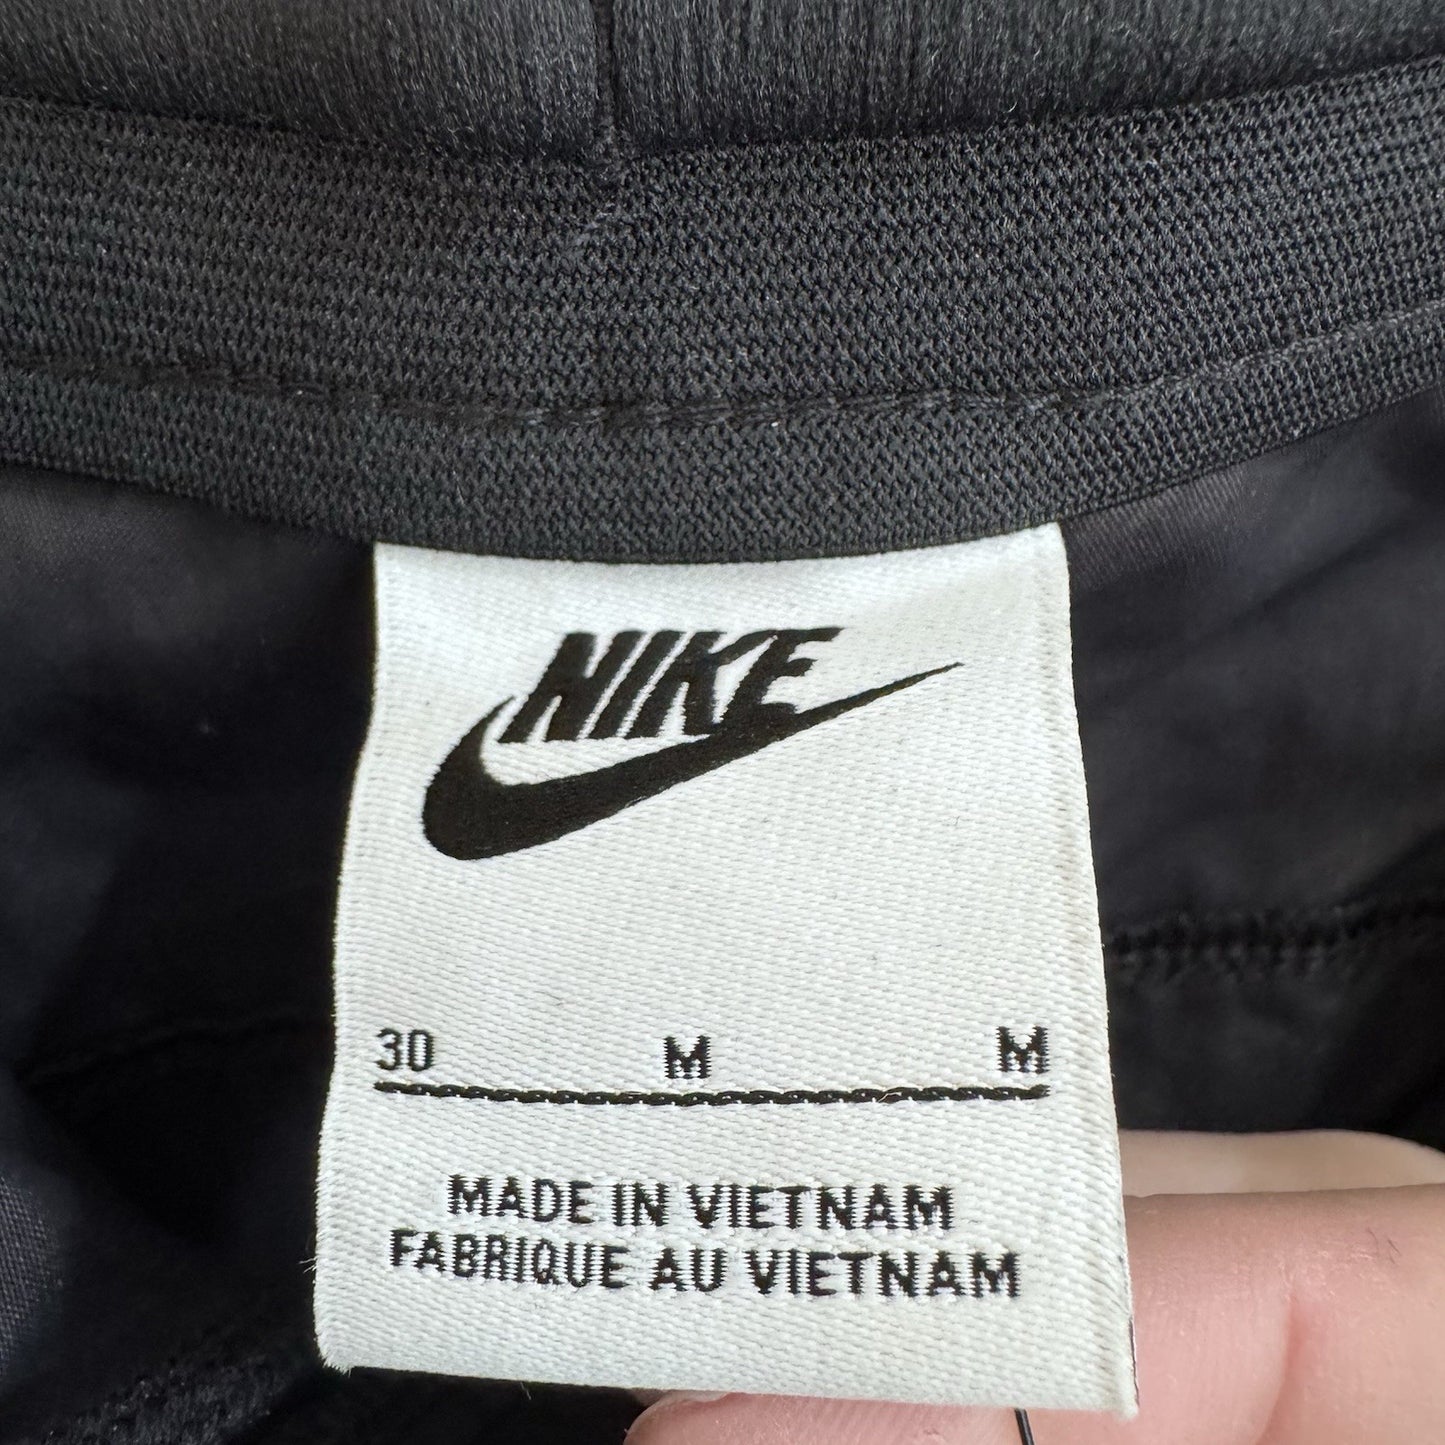 NIKE
30 M M
MADE IN VIETNAM
FABRIQUE AU VIETNAM